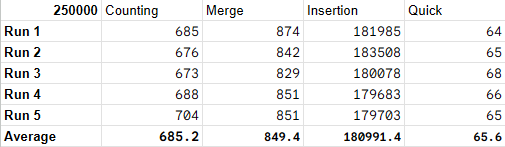 250000 Counting Merge Insertion Quick
Run 1 685 874 181985 64
Run 2 676 842 183508 65
Run 3 673 829 180078 68
Run 4 688 851 179683 66
Run 5 704 851 179703 65
Average 685.2 849.4 180991.4 65.6